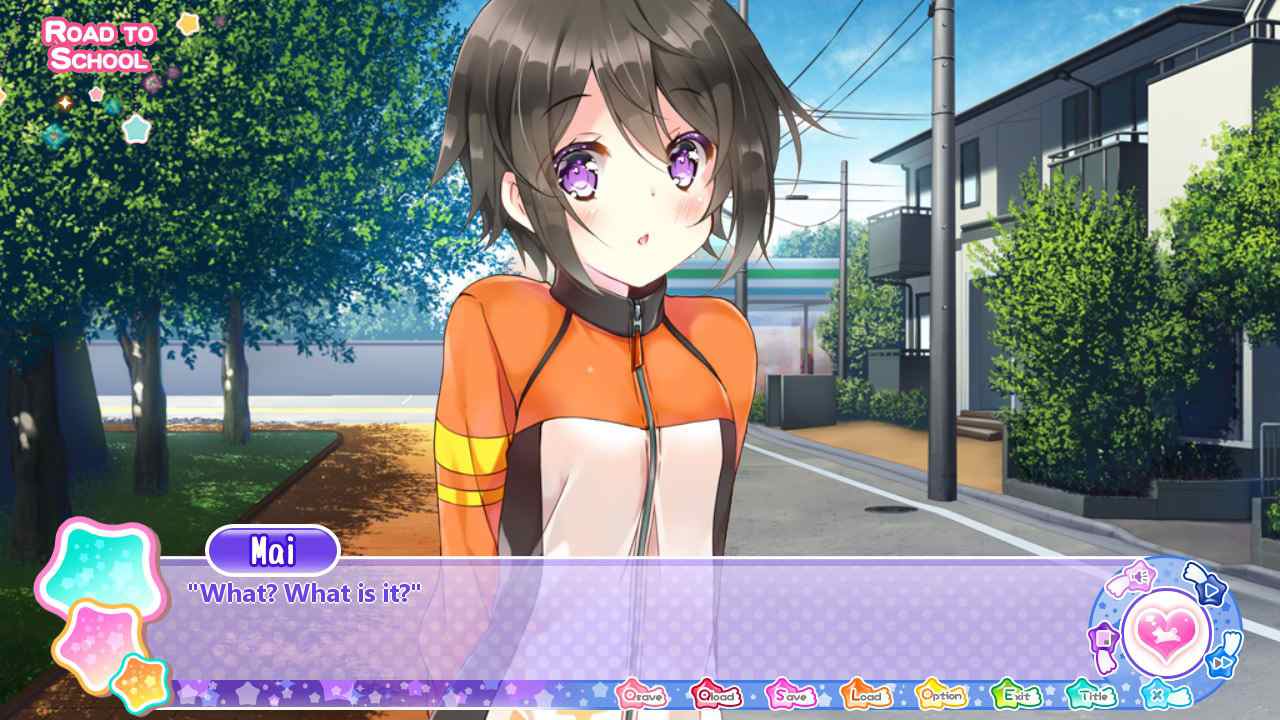 ROAD TO
SCHOOL
Mai
"What? What is it?"
Qsave
Qload
Save
Load
Option
Exit
Title
X